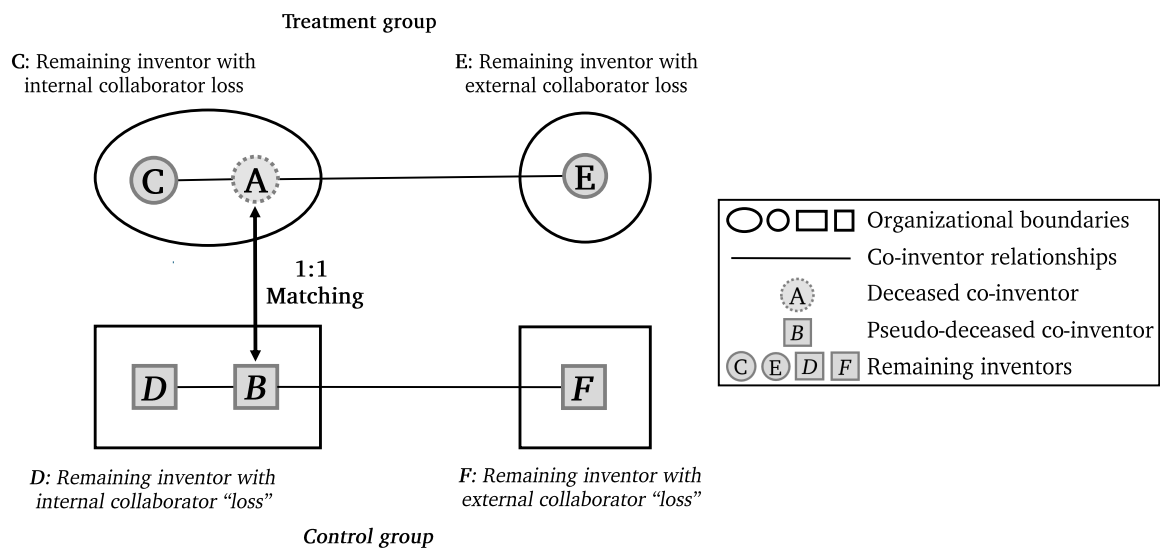 Treatment group
C: Remaining inventor with
internal collaborator loss
E: Remaining inventor with
external collaborator loss
C
A
E
1:1
Matching
D
B
F
D: Remaining inventor with
internal collaborator “loss”
F: Remaining inventor with
external collaborator “loss”
Control group
Organizational boundaries
Co-inventor relationships
A Deceased co-inventor
B Pseudo-deceased co-inventor
C E D F Remaining inventors